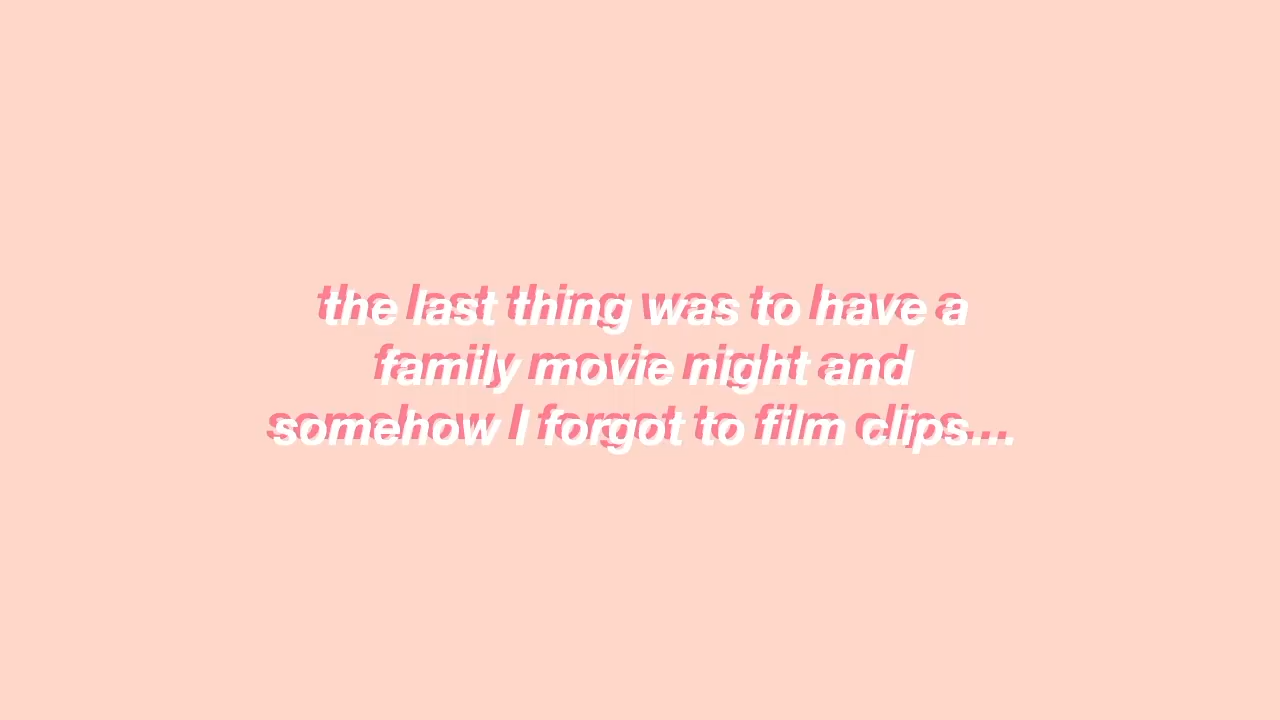 the last thing was to have a
family movie night and
somehow I forgot to film clips...